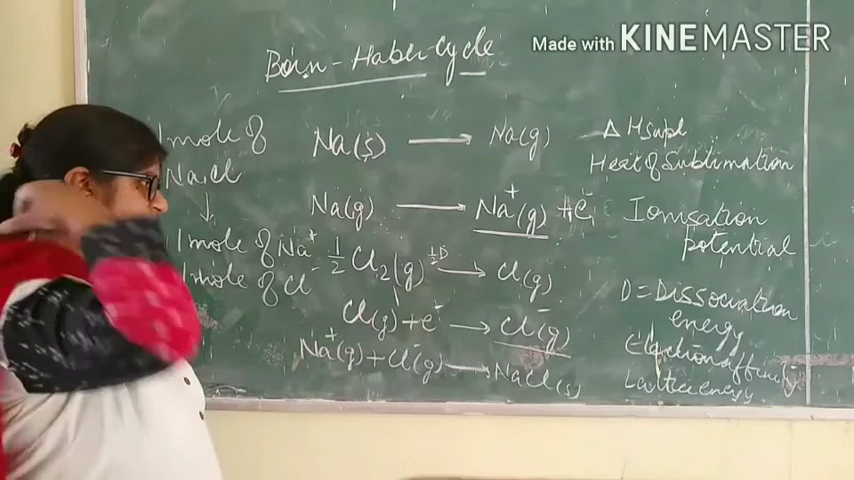 Made with KINEMASTER
Born-Haber cycle
1 mole of NaCl
↓
1 mole of Na⁺
1 mole of Cl⁻
Na(s) → Na(g) ΔHsubl
Heat of Sublimation
Na(g) → Na⁺(g) + e⁻ Ionisation potential
1/2 Cl₂(g) 1/2D → Cl(g) D = Dissociation energy
Cl(g) + e⁻ → Cl⁻(g) Electron affinity
Na⁺(g) + Cl⁻(g) → NaCl(s) Lattice energy